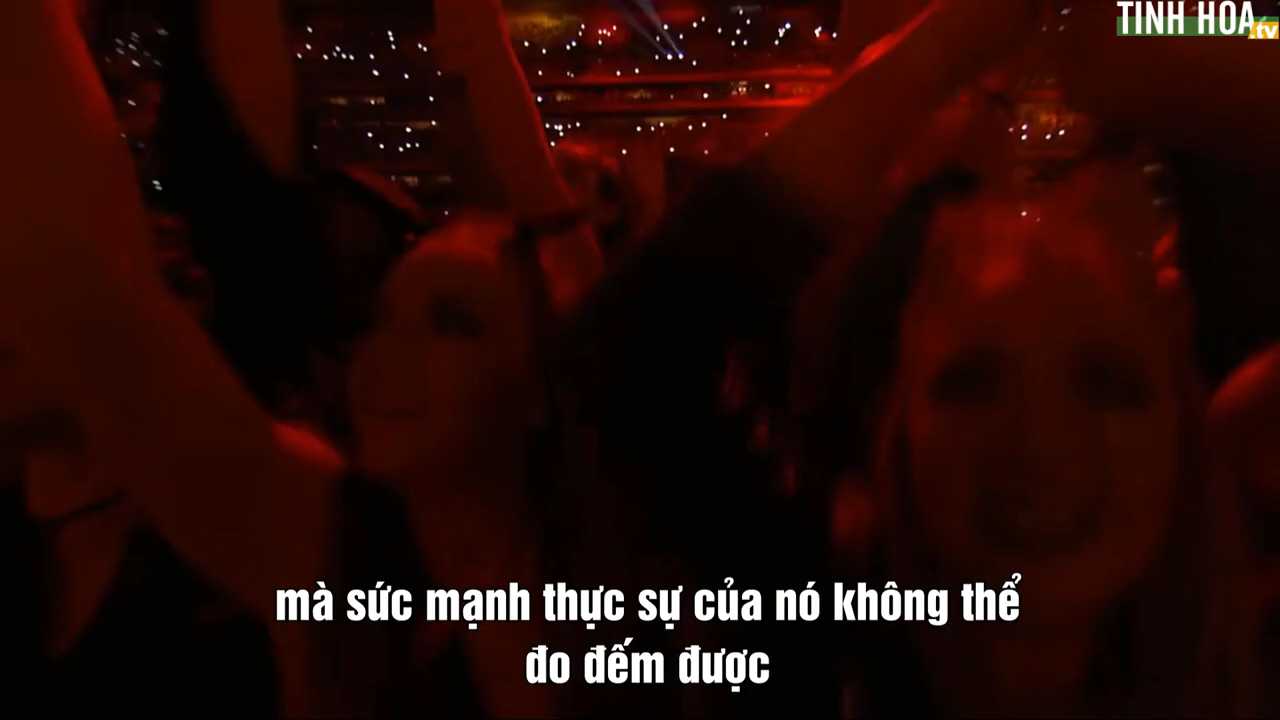 TINH HOA
.tv
mà sức mạnh thực sự của nó không thể
đo đếm được